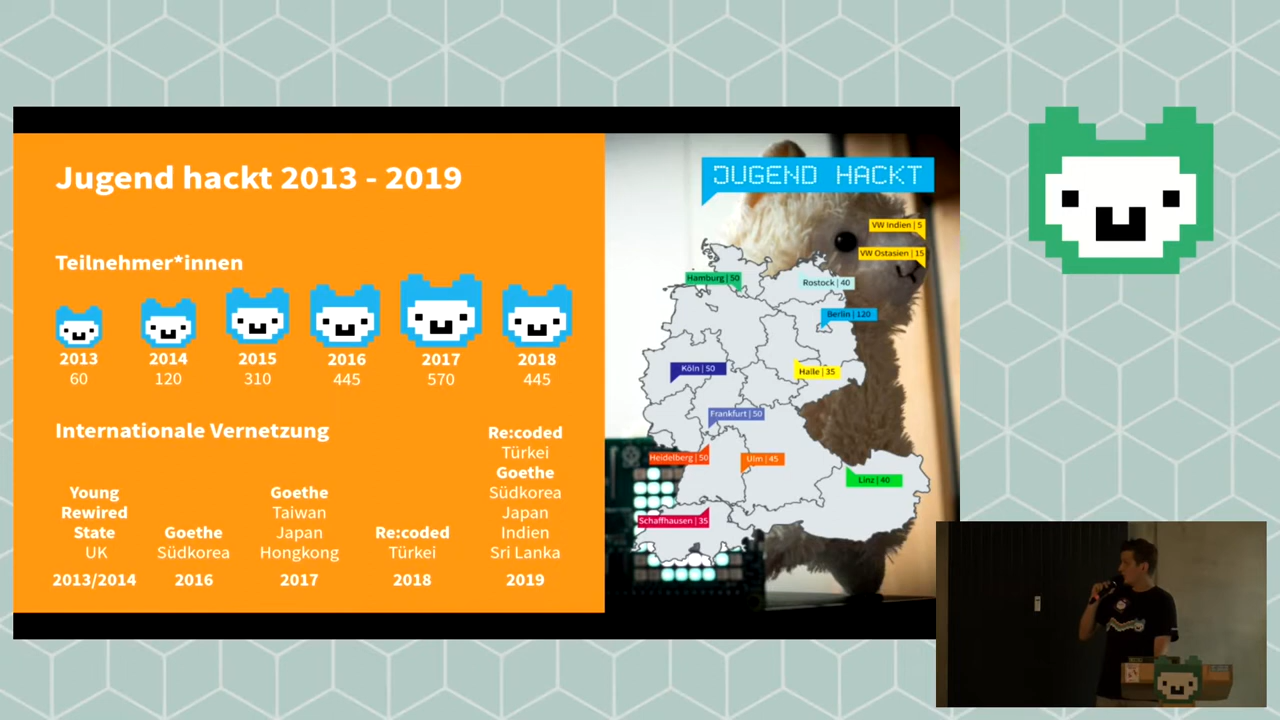 Jugend hackt 2013 - 2019
Teilnehmer*innen
2013
60
2014
120
2015
310
2016
445
2017
570
2018
445
Internationale Vernetzung
Young
Rewired
State
UK
2013/2014
Goethe
Südkorea
2016
Goethe
Taiwan
Japan
Hongkong
2017
Re:coded
Türkei
2018
Re:coded
Türkei
Goethe
Südkorea
Japan
Indien
Sri Lanka
2019
JUGEND HACKT
VW Indien | 5
VW Ostasien | 15
Hamburg | 50
Rostock | 40
Berlin | 120
Köln | 50
Halle | 35
Frankfurt | 50
Heidelberg | 50
Ulm | 45
Linz | 40
Schaffhausen | 35